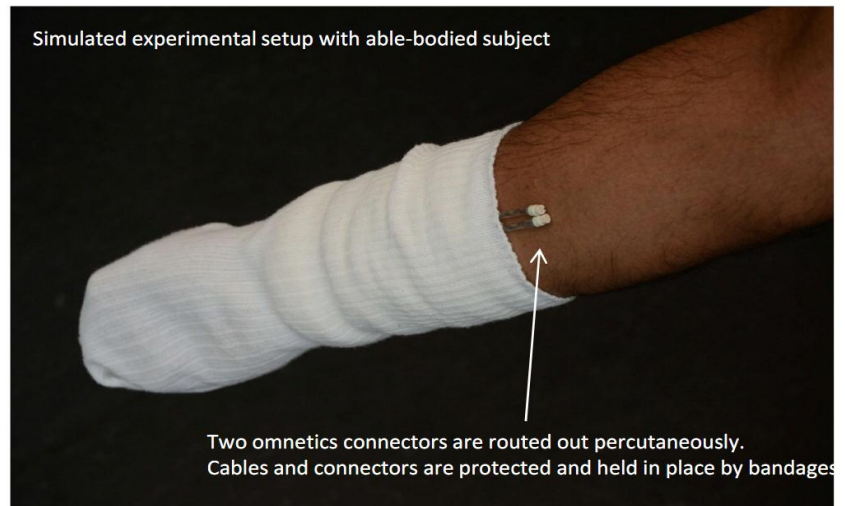 Simulated experimental setup with able-bodied subject
Two omnetics connectors are routed out percutaneously.
Cables and connectors are protected and held in place by bandages